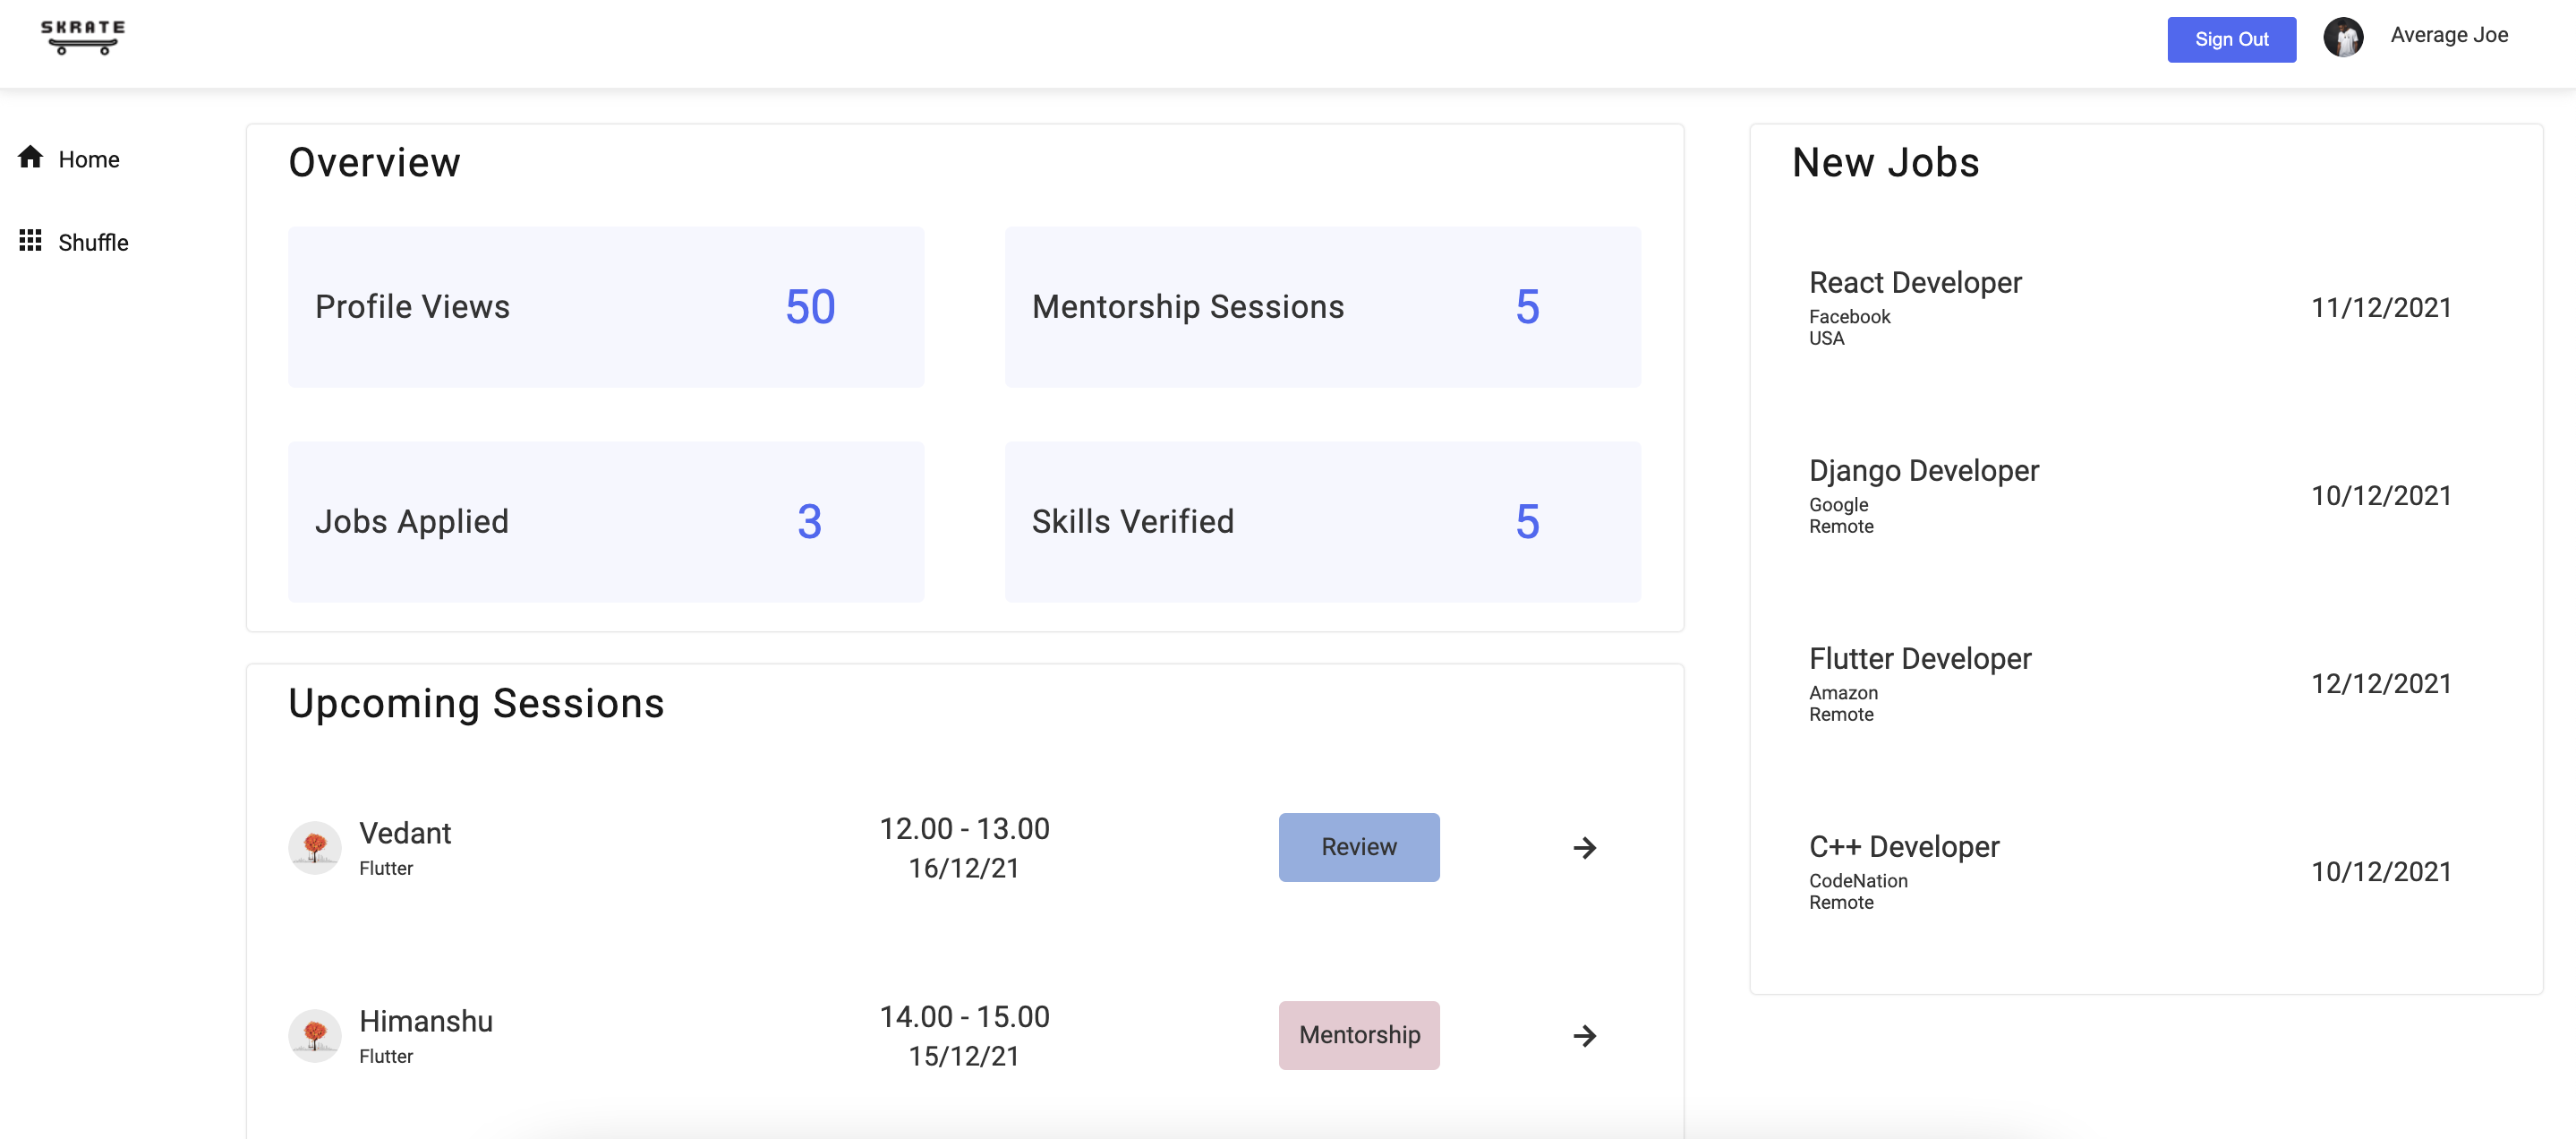 SKRATE
Sign Out
Average Joe
Home
Shuffle
Overview
Profile Views
50
Mentorship Sessions
5
Jobs Applied
3
Skills Verified
5
Upcoming Sessions
Vedant
Flutter
12.00 - 13.00
16/12/21
Review
Himanshu
Flutter
14.00 - 15.00
15/12/21
Mentorship
New Jobs
React Developer
Facebook
USA
11/12/2021
Django Developer
Google
Remote
10/12/2021
Flutter Developer
Amazon
Remote
12/12/2021
C++ Developer
CodeNation
Remote
10/12/2021